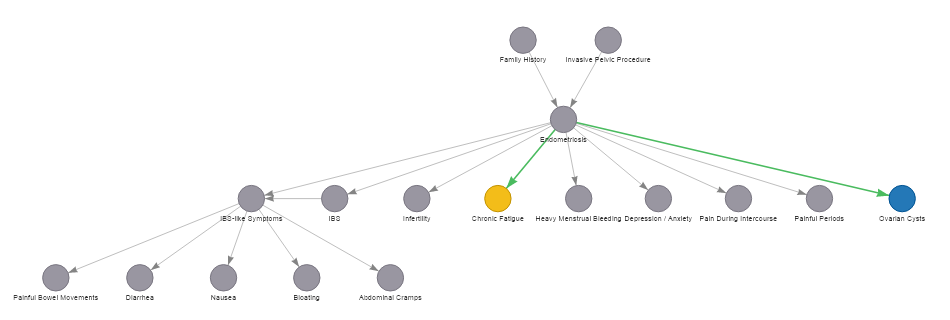 Family History
Invasive Pelvic Procedure
Endometriosis
IBS-like Symptoms
IBS
Infertility
Chronic Fatigue
Heavy Menstrual Bleeding
Depression / Anxiety
Pain During Intercourse
Painful Periods
Ovarian Cysts
Painful Bowel Movements
Diarrhea
Nausea
Bloating
Abdominal Cramps